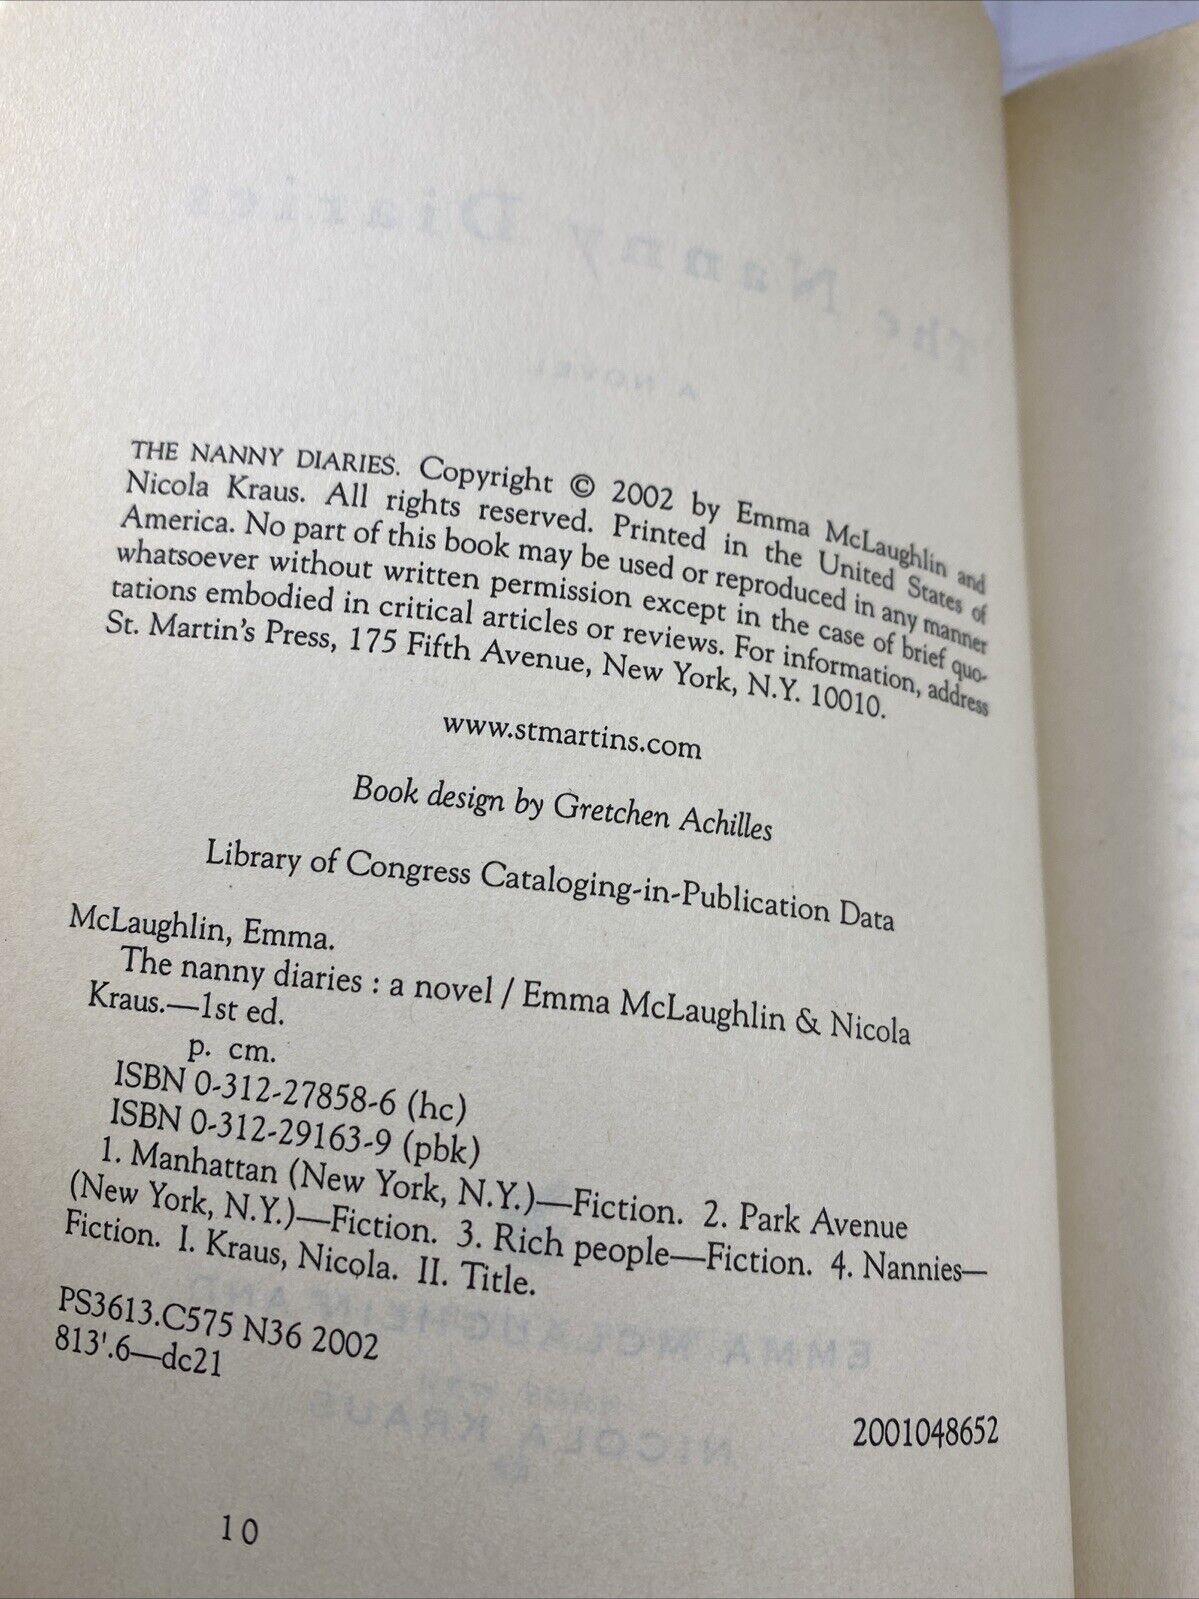 THE NANNY DIARIES. Copyright © 2002 by Emma McLaughlin and
Nicola Kraus. All rights reserved. Printed in the United States of
America. No part of this book may be used or reproduced in any manner
whatsoever without written permission except in the case of brief quo-
tations embodied in critical articles or reviews. For information, address
St. Martin's Press, 175 Fifth Avenue, New York, N.Y. 10010.
www.stmartins.com
Book design by Gretchen Achilles
Library of Congress Cataloging-in-Publication Data
McLaughlin, Emma.
The nanny diaries : a novel / Emma McLaughlin & Nicola
Kraus.—1st ed.
p. cm.
ISBN 0-312-27858-6 (hc)
ISBN 0-312-29163-9 (pbk)
1. Manhattan (New York, N.Y.)—Fiction. 2. Park Avenue
(New York, N.Y.)—Fiction. 3. Rich people—Fiction. 4. Nannies—
Fiction. I. Kraus, Nicola. II. Title.
PS3613.C575 N36 2002
813'.6—dc21
2001048652
10